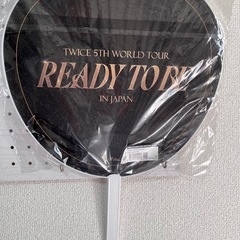 TWICE 5TH WORLD TOUR
READY TO BE
IN JAPAN